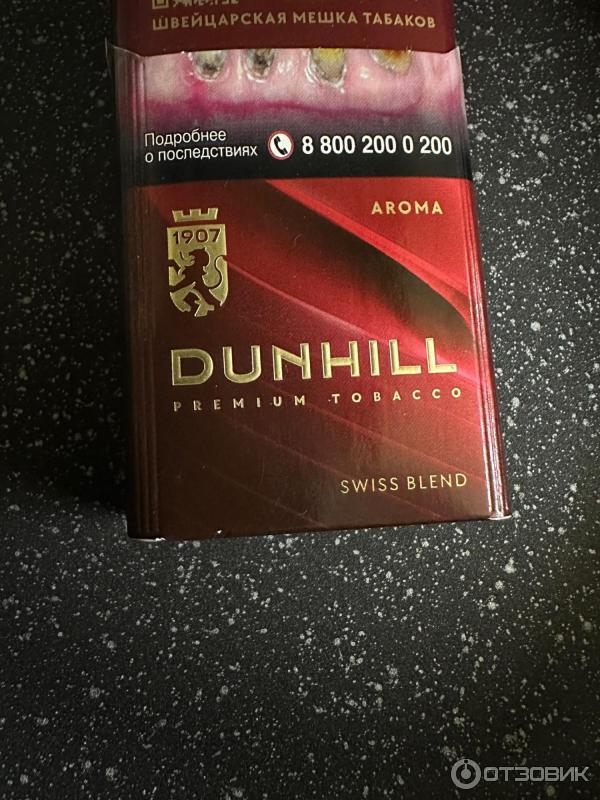 ШВЕЙЦАРСКАЯ МЕШКА ТАБАКОВ
Подробнее
о последствиях
8 800 200 0 200
AROMA
1907
DUNHILL
PREMIUM TOBACCO
SWISS BLEND
ОТЗОВИК